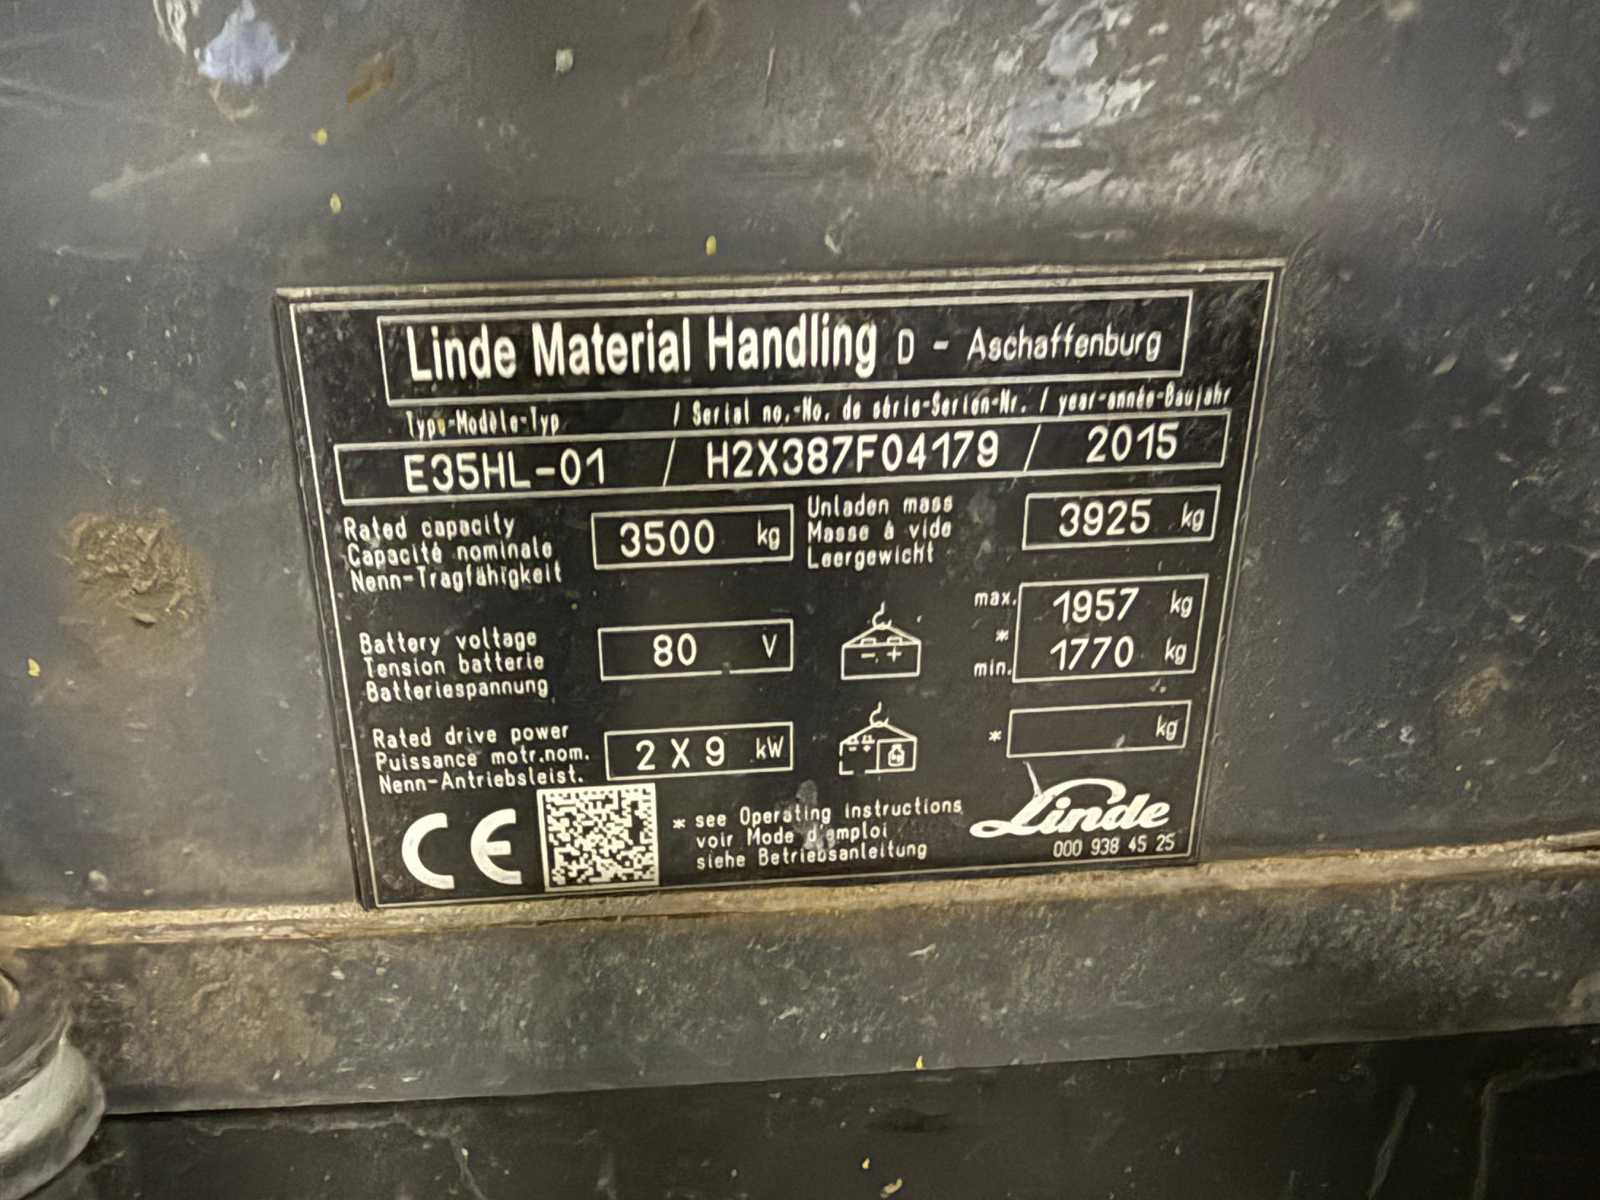 Linde Material Handling D - Aschaffenburg
Type-Modèle-Typ / Serial no.-No. de série-Serien-Nr. / year-année-Baujahr
E35HL-01 / H2X387F04179 / 2015
Rated capacity
Capacité nominale
Nenn-Tragfähigkeit
3500 kg
Unladen mass
Masse à vide
Leergewicht
3925 kg
Battery voltage
Tension batterie
Batteriespannung
80 V
- +
max. 1957 kg
*
min. 1770 kg
Rated drive power
Puissance motr.nom.
Nenn-Antriebsleist.
2 X 9 kW
- +
kg
* kg
CE
* see Operating instructions
voir Mode d'emploi
siehe Betriebsanleitung
Linde
000 938 45 25